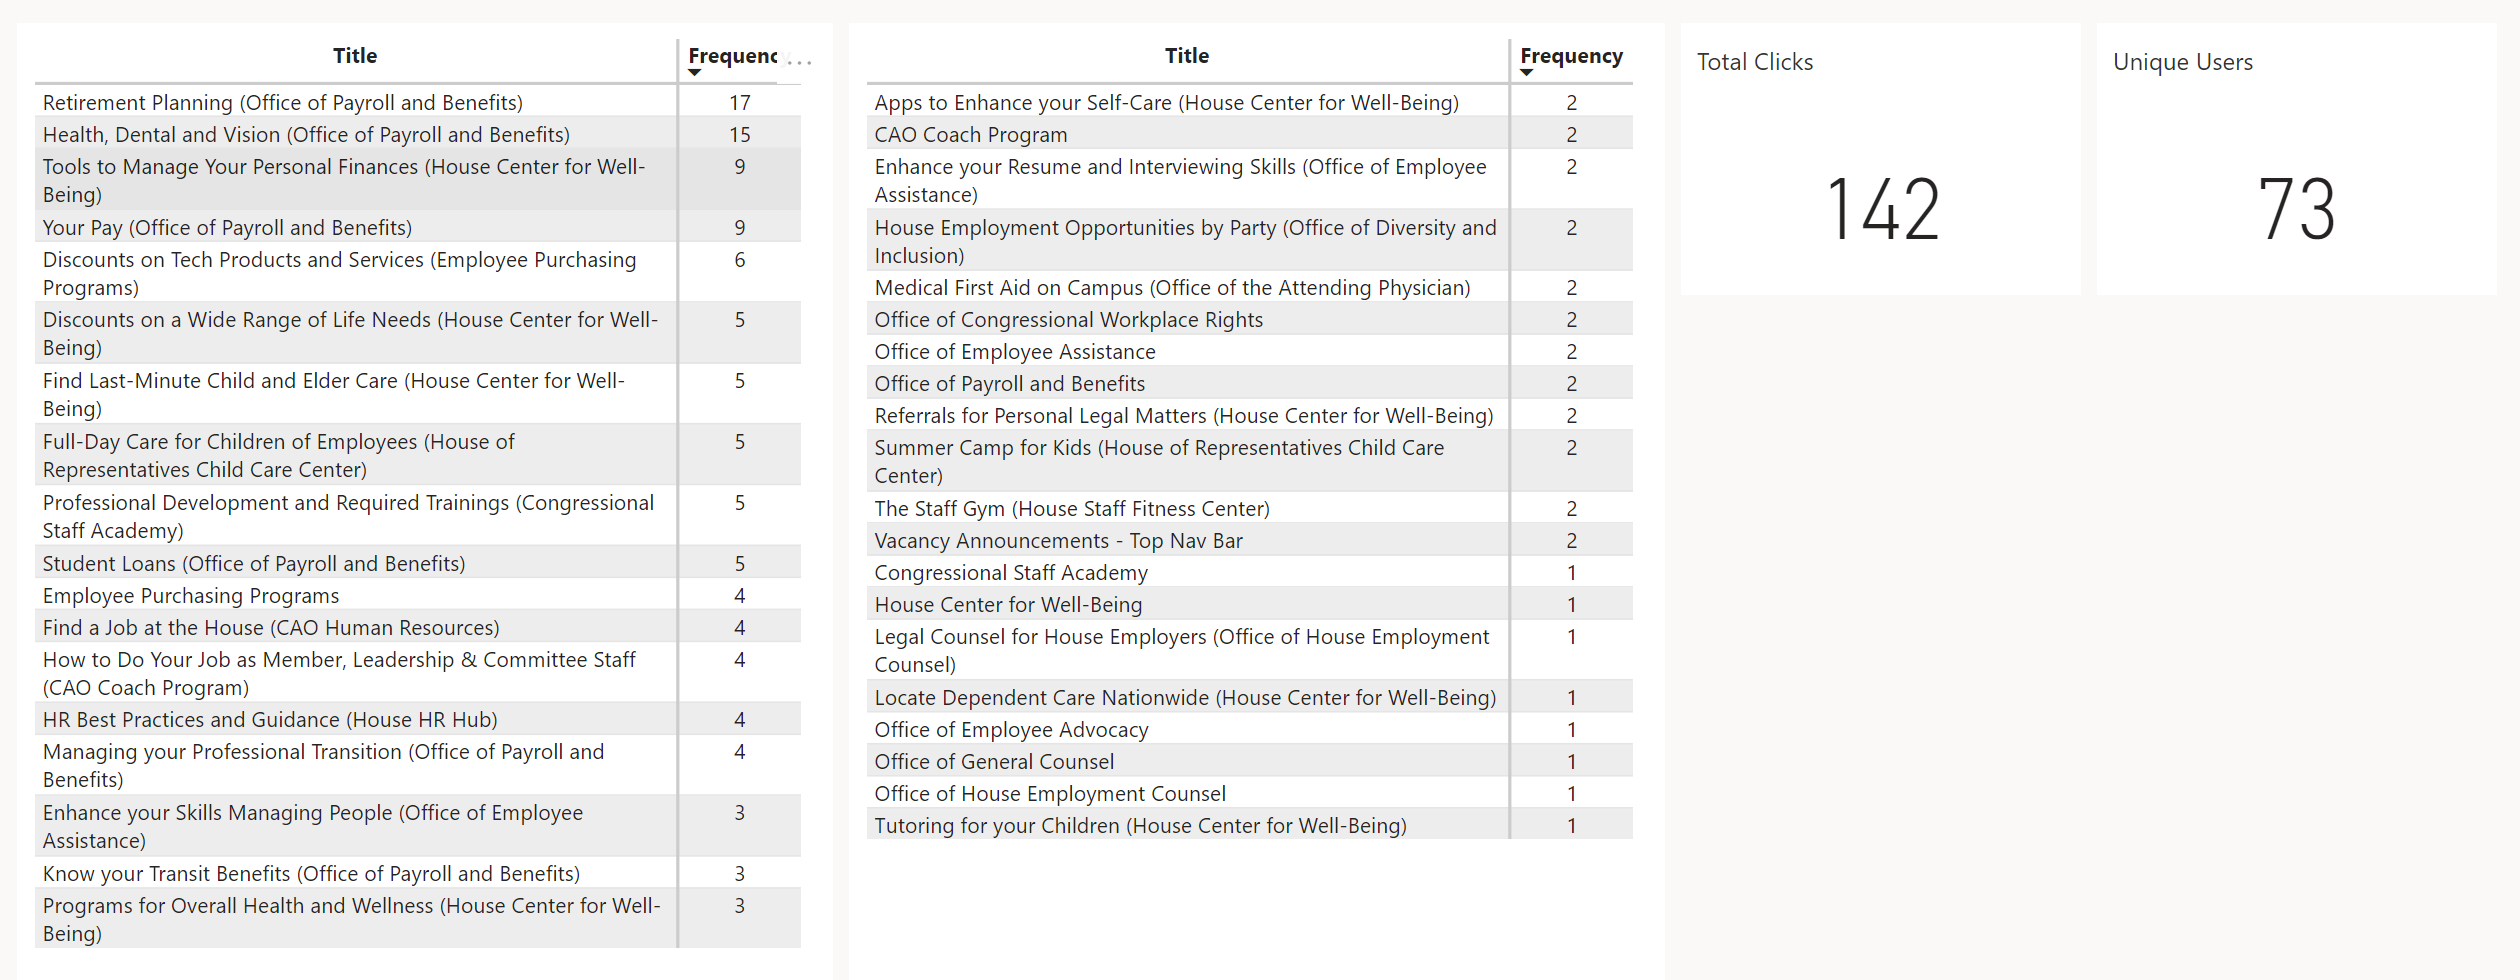 Title Frequenc ...
Retirement Planning (Office of Payroll and Benefits) 17
Health, Dental and Vision (Office of Payroll and Benefits) 15
Tools to Manage Your Personal Finances (House Center for Well- 9
Being)
Your Pay (Office of Payroll and Benefits) 9
Discounts on Tech Products and Services (Employee Purchasing 6
Programs)
Discounts on a Wide Range of Life Needs (House Center for Well- 5
Being)
Find Last-Minute Child and Elder Care (House Center for Well- 5
Being)
Full-Day Care for Children of Employees (House of 5
Representatives Child Care Center)
Professional Development and Required Trainings (Congressional 5
Staff Academy)
Student Loans (Office of Payroll and Benefits) 5
Employee Purchasing Programs 4
Find a Job at the House (CAO Human Resources) 4
How to Do Your Job as Member, Leadership & Committee Staff 4
(CAO Coach Program)
HR Best Practices and Guidance (House HR Hub) 4
Managing your Professional Transition (Office of Payroll and 4
Benefits)
Enhance your Skills Managing People (Office of Employee 3
Assistance)
Know your Transit Benefits (Office of Payroll and Benefits) 3
Programs for Overall Health and Wellness (House Center for Well- 3
Being)
Title Frequency
Apps to Enhance your Self-Care (House Center for Well-Being) 2
CAO Coach Program 2
Enhance your Resume and Interviewing Skills (Office of Employee 2
Assistance)
House Employment Opportunities by Party (Office of Diversity and 2
Inclusion)
Medical First Aid on Campus (Office of the Attending Physician) 2
Office of Congressional Workplace Rights 2
Office of Employee Assistance 2
Office of Payroll and Benefits 2
Referrals for Personal Legal Matters (House Center for Well-Being) 2
Summer Camp for Kids (House of Representatives Child Care 2
Center)
The Staff Gym (House Staff Fitness Center) 2
Vacancy Announcements - Top Nav Bar 2
Congressional Staff Academy 1
House Center for Well-Being 1
Legal Counsel for House Employers (Office of House Employment 1
Counsel)
Locate Dependent Care Nationwide (House Center for Well-Being) 1
Office of Employee Advocacy 1
Office of General Counsel 1
Office of House Employment Counsel 1
Tutoring for your Children (House Center for Well-Being) 1
Total Clicks
142
Unique Users
73